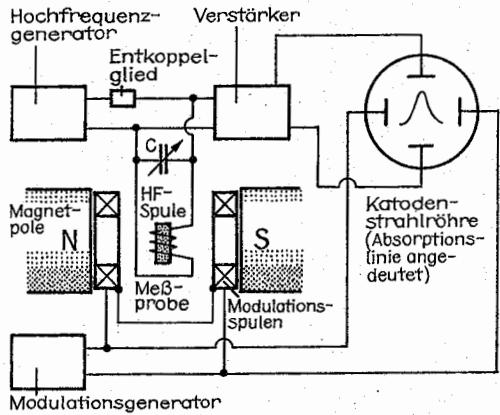 Hochfrequenz-
generator
Verstärker
Entkoppel-
glied
C
HF-
Spule
Magnet-
pole
N
S
Meß-
probe
Modulations-
spulen
Katoden-
strahlröhre
(Absorptions-
linie ange-
deutet)
Modulationsgenerator